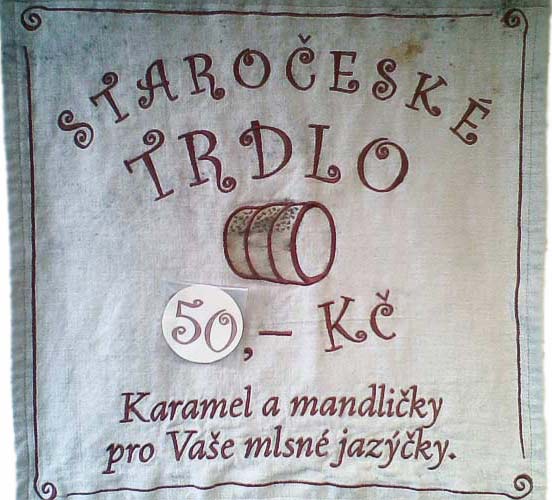 STAROČESKÉ
TRDLO
50,– KČ
Karamel a mandličky
pro Vaše mlsné jazýčky.